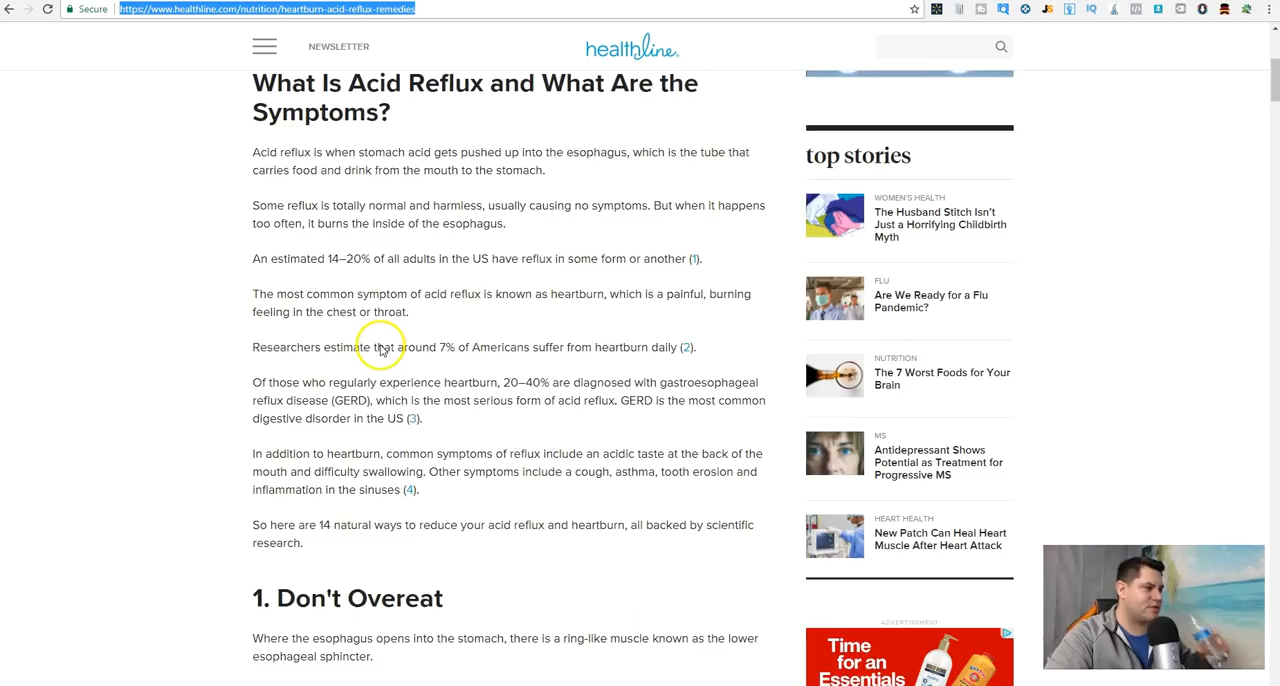 Secure
https://www.healthline.com/nutrition/heartburn-acid-reflux-remedies
NEWSLETTER
healthline
What Is Acid Reflux and What Are the
Symptoms?
Acid reflux is when stomach acid gets pushed up into the esophagus, which is the tube that
carries food and drink from the mouth to the stomach.
Some reflux is totally normal and harmless, usually causing no symptoms. But when it happens
too often, it burns the inside of the esophagus.
An estimated 14–20% of all adults in the US have reflux in some form or another (1).
The most common symptom of acid reflux is known as heartburn, which is a painful, burning
feeling in the chest or throat.
Researchers estimate that around 7% of Americans suffer from heartburn daily (2).
Of those who regularly experience heartburn, 20–40% are diagnosed with gastroesophageal
reflux disease (GERD), which is the most serious form of acid reflux. GERD is the most common
digestive disorder in the US (3).
In addition to heartburn, common symptoms of reflux include an acidic taste at the back of the
mouth and difficulty swallowing. Other symptoms include a cough, asthma, tooth erosion and
inflammation in the sinuses (4).
So here are 14 natural ways to reduce your acid reflux and heartburn, all backed by scientific
research.
1. Don't Overeat
Where the esophagus opens into the stomach, there is a ring-like muscle known as the lower
esophageal sphincter.
top stories
WOMEN'S HEALTH
The Husband Stitch Isn't
Just a Horrifying Childbirth
Myth
FLU
Are We Ready for a Flu
Pandemic?
NUTRITION
The 7 Worst Foods for Your
Brain
MS
Antidepressant Shows
Potential as Treatment for
Progressive MS
HEART HEALTH
New Patch Can Heal Heart
Muscle After Heart Attack
ADVERTISEMENT
Time
for an
Essentials